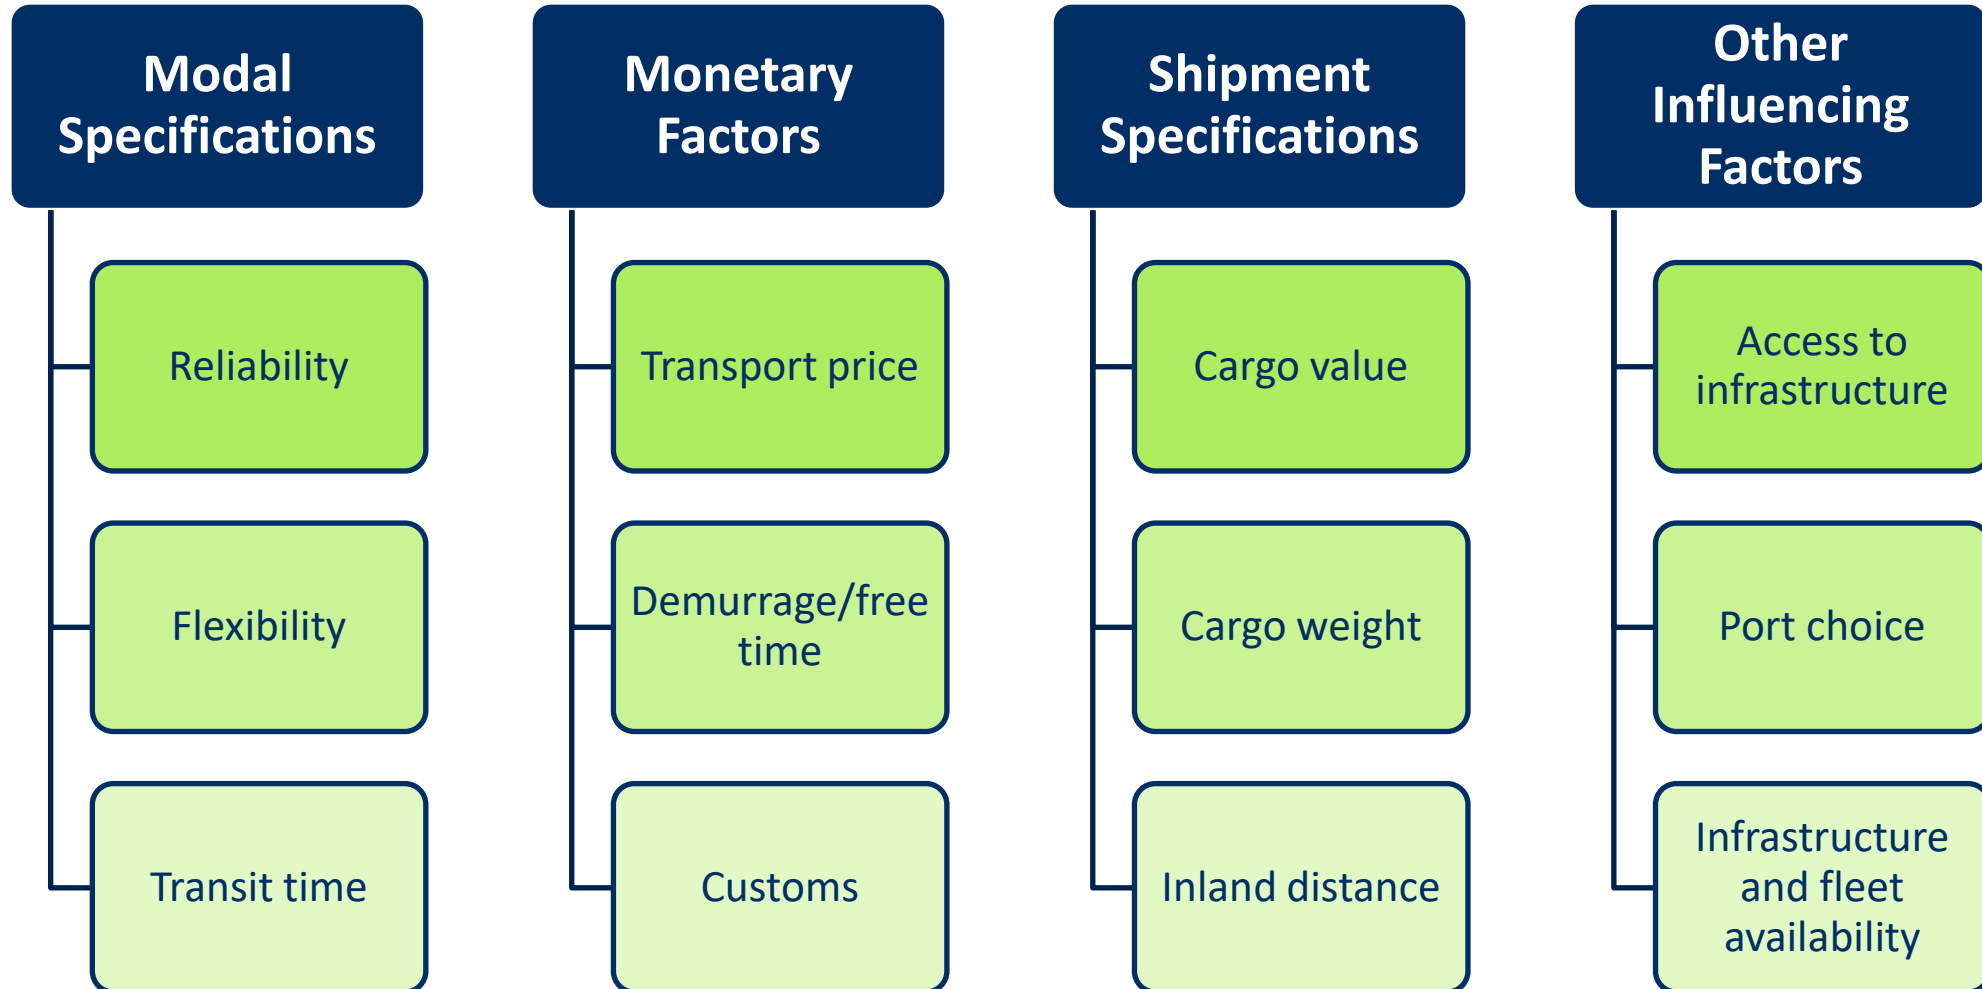 Modal
Specifications
Reliability
Flexibility
Transit time
Monetary
Factors
Transport price
Demurrage/free
time
Customs
Shipment
Specifications
Cargo value
Cargo weight
Inland distance
Other
Influencing
Factors
Access to
infrastructure
Port choice
Infrastructure
and fleet
availability